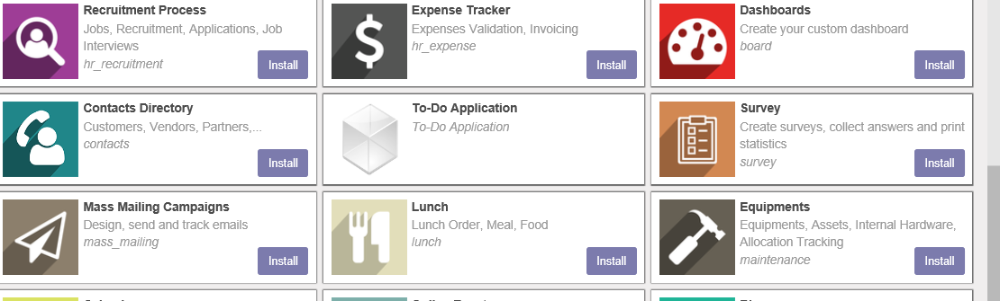 Recruitment Process
Jobs, Recruitment, Applications, Job
Interviews
hr_recruitment
Install
Expense Tracker
Expenses Validation, Invoicing
hr_expense
Install
Dashboards
Create your custom dashboard
board
Install
Contacts Directory
Customers, Vendors, Partners,...
contacts
Install
To-Do Application
To-Do Application
Survey
Create surveys, collect answers and print
statistics
survey
Install
Mass Mailing Campaigns
Design, send and track emails
mass_mailing
Install
Lunch
Lunch Order, Meal, Food
lunch
Install
Equipments
Equipments, Assets, Internal Hardware,
Allocation Tracking
maintenance
Install